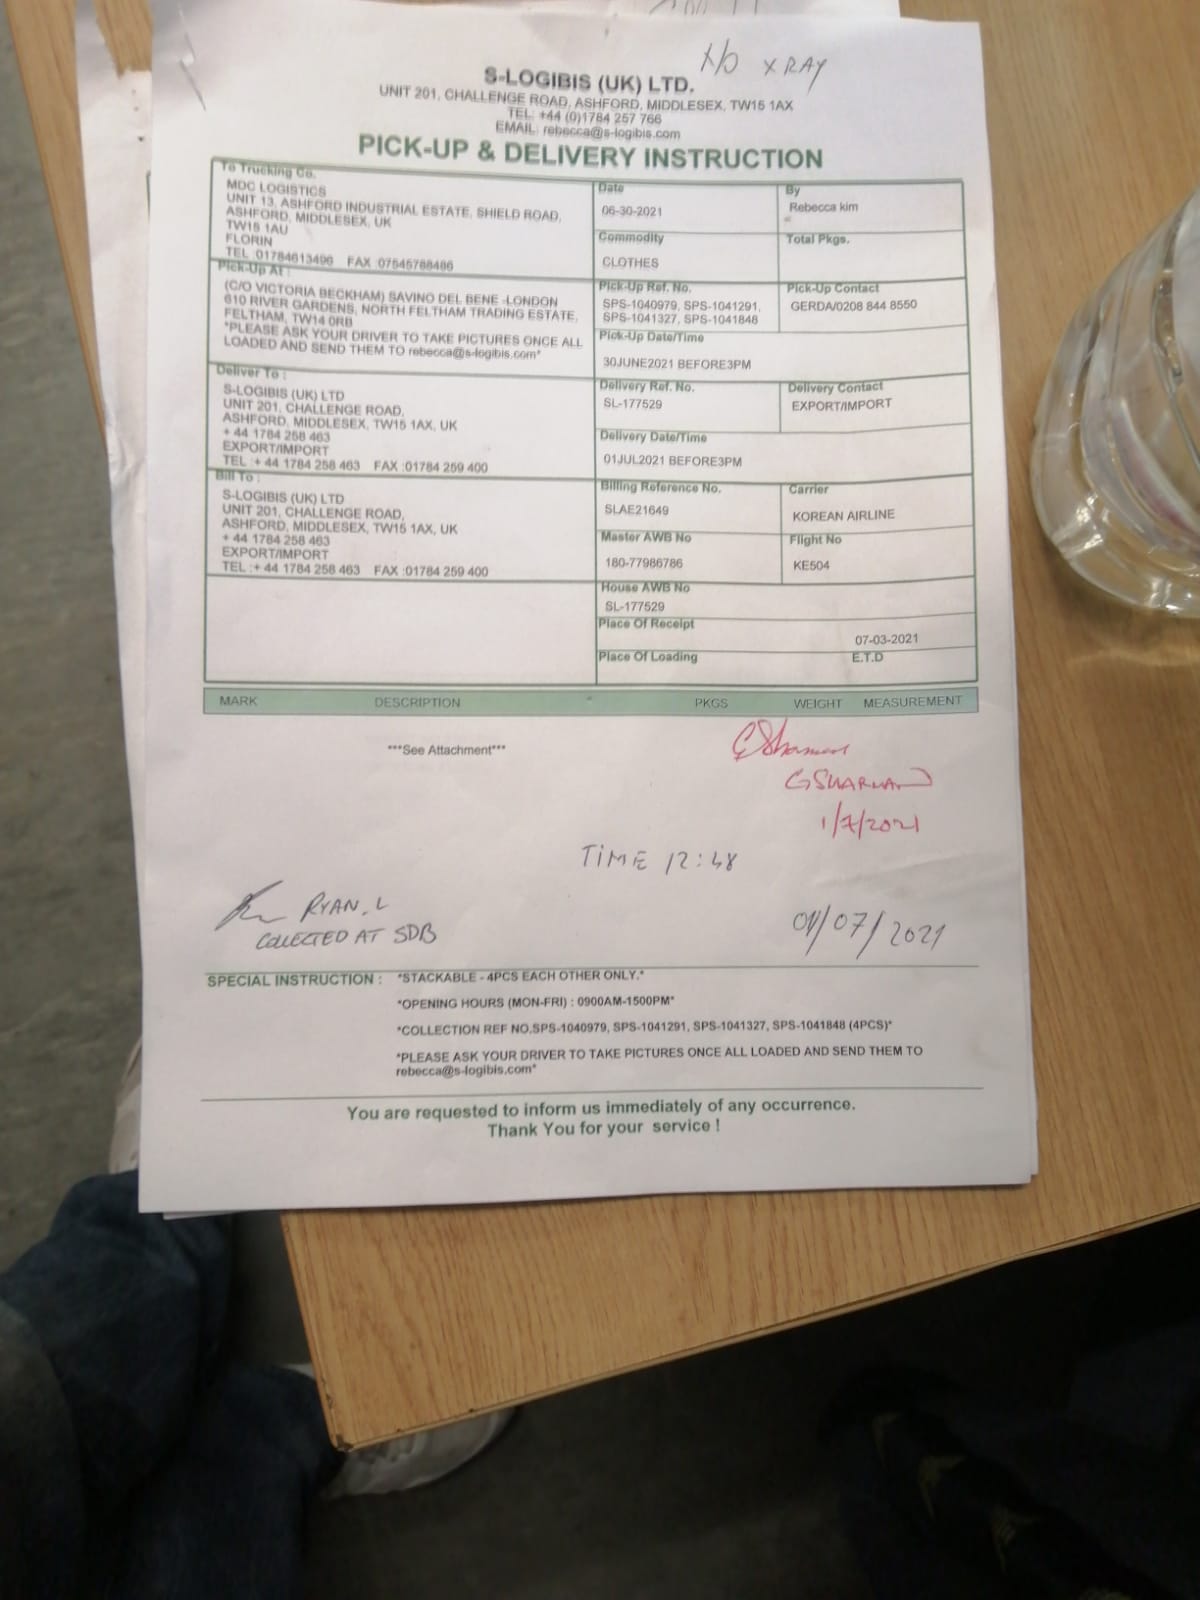 X RAY
S-LOGIBIS (UK) LTD.
UNIT 201, CHALLENGE ROAD, ASHFORD, MIDDLESEX, TW15 1AX
TEL: +44 (0)1784 257 766
EMAIL: rebecca@s-logibis.com
PICK-UP & DELIVERY INSTRUCTION
To Trucking Co.
MDC LOGISTICS
UNIT 13, ASHFORD INDUSTRIAL ESTATE, SHIELD ROAD,
ASHFORD, MIDDLESEX, UK
TW15 1AU
FLORIN
TEL :01784613496 FAX :07545788486
Date
06-30-2021
By
Rebecca kim
Commodity
CLOTHES
Total Pkgs.
Pick-Up At :
(C/O VICTORIA BECKHAM) SAVINO DEL BENE -LONDON
610 RIVER GARDENS, NORTH FELTHAM TRADING ESTATE,
FELTHAM, TW14 0RB
*PLEASE ASK YOUR DRIVER TO TAKE PICTURES ONCE ALL
LOADED AND SEND THEM TO rebecca@s-logibis.com*
Pick-Up Ref. No.
SPS-1040979, SPS-1041291,
SPS-1041327, SPS-1041848
Pick-Up Contact
GERDA/0208 844 8550
Pick-Up Date/Time
30JUNE2021 BEFORE3PM
Deliver To :
S-LOGIBIS (UK) LTD
UNIT 201, CHALLENGE ROAD,
ASHFORD, MIDDLESEX, TW15 1AX, UK
+ 44 1784 258 463
EXPORT/IMPORT
TEL :+ 44 1784 258 463 FAX :01784 259 400
Delivery Ref. No.
SL-177529
Delivery Contact
EXPORT/IMPORT
Delivery Date/Time
01JUL2021 BEFORE3PM
Bill To :
S-LOGIBIS (UK) LTD
UNIT 201, CHALLENGE ROAD,
ASHFORD, MIDDLESEX, TW15 1AX, UK
+ 44 1784 258 463
EXPORT/IMPORT
TEL :+ 44 1784 258 463 FAX :01784 259 400
Billing Reference No.
SLAE21649
Carrier
KOREAN AIRLINE
Master AWB No
180-77986786
Flight No
KE504
House AWB No
SL-177529
Place Of Receipt
07-03-2021
Place Of Loading E.T.D
MARK DESCRIPTION PKGS WEIGHT MEASUREMENT
***See Attachment***
G SHARMAN
1/7/2021
TIME 12:48
RYAN.L
COLLECTED AT SDB
01/07/2021
SPECIAL INSTRUCTION : *STACKABLE - 4PCS EACH OTHER ONLY.*
*OPENING HOURS (MON-FRI) : 0900AM-1500PM*
*COLLECTION REF NO.SPS-1040979, SPS-1041291, SPS-1041327, SPS-1041848 (4PCS)*
*PLEASE ASK YOUR DRIVER TO TAKE PICTURES ONCE ALL LOADED AND SEND THEM TO
rebecca@s-logibis.com*
You are requested to inform us immediately of any occurrence.
Thank You for your service !